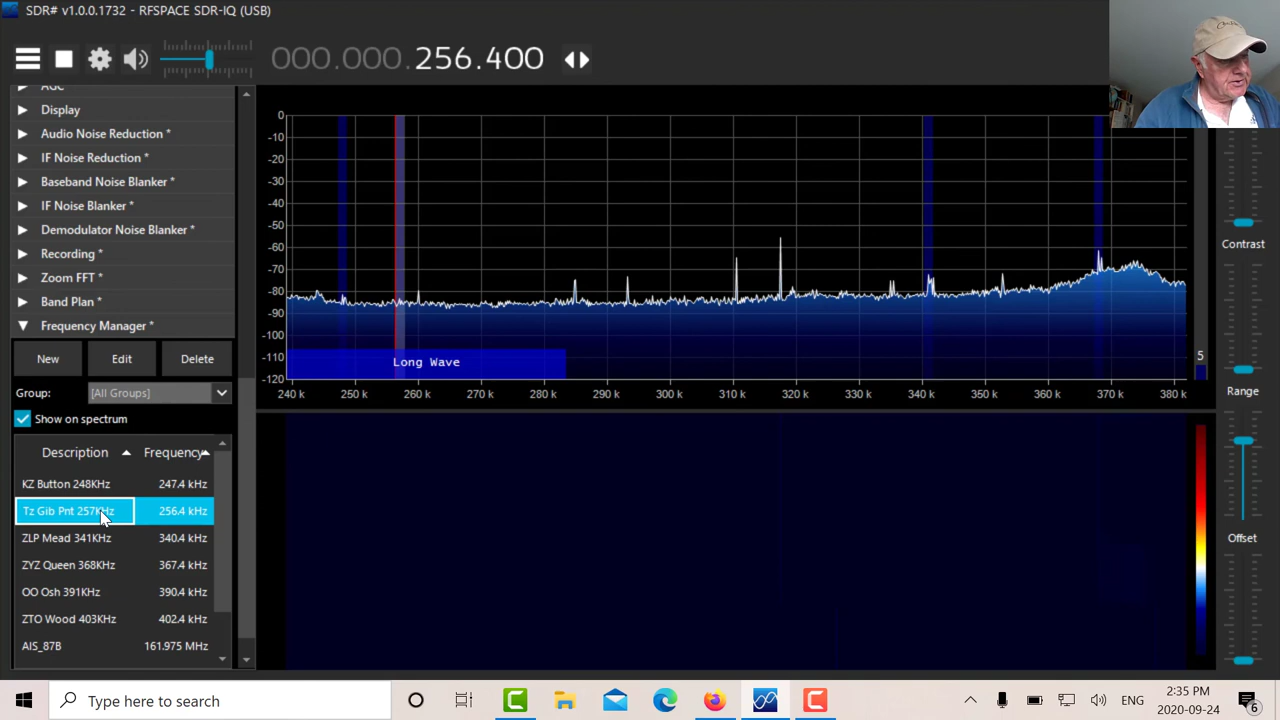 SDR# v1.0.0.1732 - RFSPACE SDR-IQ (USB)
000.000.256.400
AGC
Display
Audio Noise Reduction *
IF Noise Reduction *
Baseband Noise Blanker *
IF Noise Blanker *
Demodulator Noise Blanker *
Recording *
Zoom FFT *
Band Plan *
Frequency Manager *
New Edit Delete
Group: [All Groups]
Show on spectrum
Description Frequency
KZ Button 248KHz 247.4 kHz
Tz Gib Pnt 257KHz 256.4 kHz
ZLP Mead 341KHz 340.4 kHz
ZYZ Queen 368KHz 367.4 kHz
OO Osh 391KHz 390.4 kHz
ZTO Wood 403KHz 402.4 kHz
AIS_87B 161.975 MHz
0
-10
-20
-30
-40
-50
-60
-70
-80
-90
-100
-110
-120
Long Wave
240 k 250 k 260 k 270 k 280 k 290 k 300 k 310 k 320 k 330 k 340 k 350 k 360 k 370 k 380 k
5
Contrast
Range
Offset
Type here to search
ENG
2:35 PM
2020-09-24
6